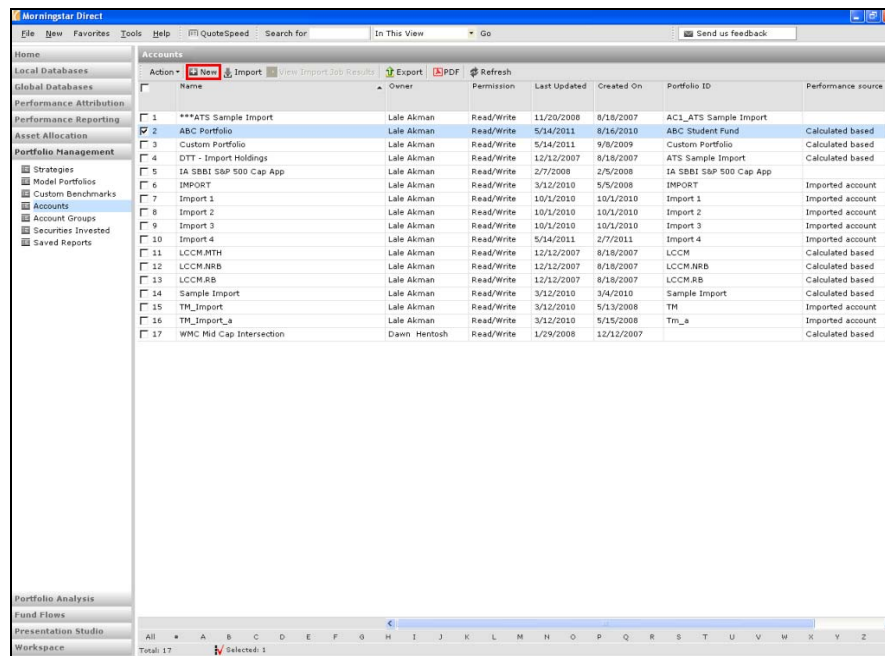 Morningstar Direct
File New Favorites Tools Help QuoteSpeed Search for In This View Go Send us feedback
Home
Local Databases
Global Databases
Performance Attribution
Performance Reporting
Asset Allocation
Portfolio Management
Strategies
Model Portfolios
Custom Benchmarks
Accounts
Account Groups
Securities Invested
Saved Reports
Portfolio Analysis
Fund Flows
Presentation Studio
Workspace
Accounts
Action New Import View Import Job Results Export PDF Refresh
Name Owner Permission Last Updated Created On Portfolio ID Performance source
1 ***ATS Sample Import Lale Akman Read/Write 11/20/2008 8/18/2007 AC1_ATS Sample Import
2 ABC Portfolio Lale Akman Read/Write 5/14/2011 8/16/2010 ABC Student Fund Calculated based
3 Custom Portfolio Lale Akman Read/Write 5/14/2011 9/8/2009 Custom Portfolio Calculated based
4 DTT - Import Holdings Lale Akman Read/Write 12/12/2007 8/18/2007 ATS Sample Import Calculated based
5 IA SBBI S&P 500 Cap App Lale Akman Read/Write 2/7/2008 2/5/2008 IA SBBI S&P 500 Cap App
6 IMPORT Lale Akman Read/Write 3/12/2010 5/5/2008 IMPORT Imported account
7 Import 1 Lale Akman Read/Write 10/1/2010 10/1/2010 Import 1 Imported account
8 Import 2 Lale Akman Read/Write 10/1/2010 10/1/2010 Import 2 Imported account
9 Import 3 Lale Akman Read/Write 10/1/2010 10/1/2010 Import 3 Imported account
10 Import 4 Lale Akman Read/Write 5/14/2011 2/7/2011 Import 4 Imported account
11 LCCM.MTH Lale Akman Read/Write 12/12/2007 8/18/2007 LCCM Calculated based
12 LCCM.NRB Lale Akman Read/Write 12/12/2007 8/18/2007 LCCM.NRB Calculated based
13 LCCM.RB Lale Akman Read/Write 12/12/2007 8/18/2007 LCCM.RB Calculated based
14 Sample Import Lale Akman Read/Write 3/12/2010 3/4/2010 Sample Import Calculated based
15 TM_Import Lale Akman Read/Write 3/12/2010 5/13/2008 TM Imported account
16 TM_Import_a Lale Akman Read/Write 3/12/2010 5/15/2008 Tm_a Imported account
17 WMC Mid Cap Intersection Dawn Hentosh Read/Write 1/29/2008 12/12/2007 Calculated based
All * A B C D E F G H I J K L M N O P Q R S T U V W X Y Z
Total: 17 Selected: 1